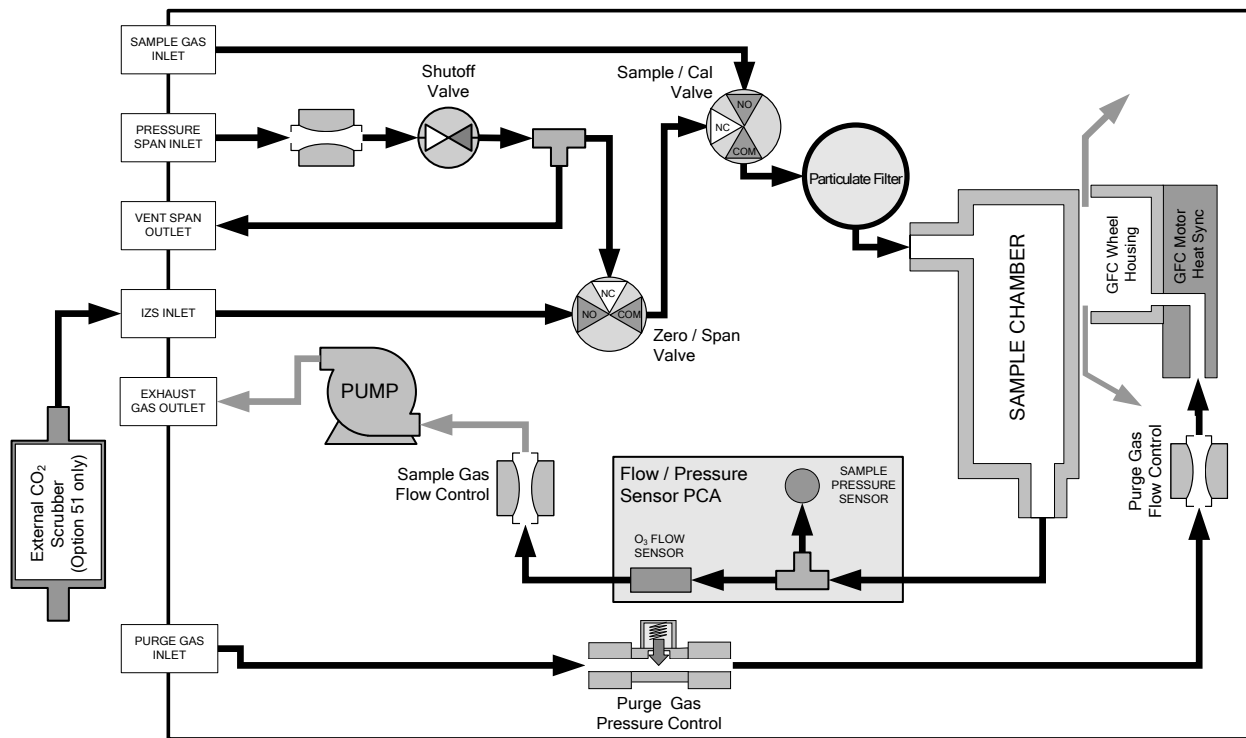 SAMPLE GAS
INLET
PRESSURE
SPAN INLET
VENT SPAN
OUTLET
IZS INLET
EXHAUST
GAS OUTLET
External CO₂
Scrubber
(Option 51 only)
PURGE GAS
INLET
Shutoff
Valve
Sample / Cal
Valve
NO
NC
COM
Particulate Filter
NC
NO
COM
Zero / Span
Valve
PUMP
Sample Gas
Flow Control
Flow / Pressure
Sensor PCA
SAMPLE
PRESSURE
SENSOR
O₃ FLOW
SENSOR
SAMPLE CHAMBER
GFC Wheel
Housing
GFC Motor
Heat Sync
Purge Gas
Flow Control
Purge Gas
Pressure Control